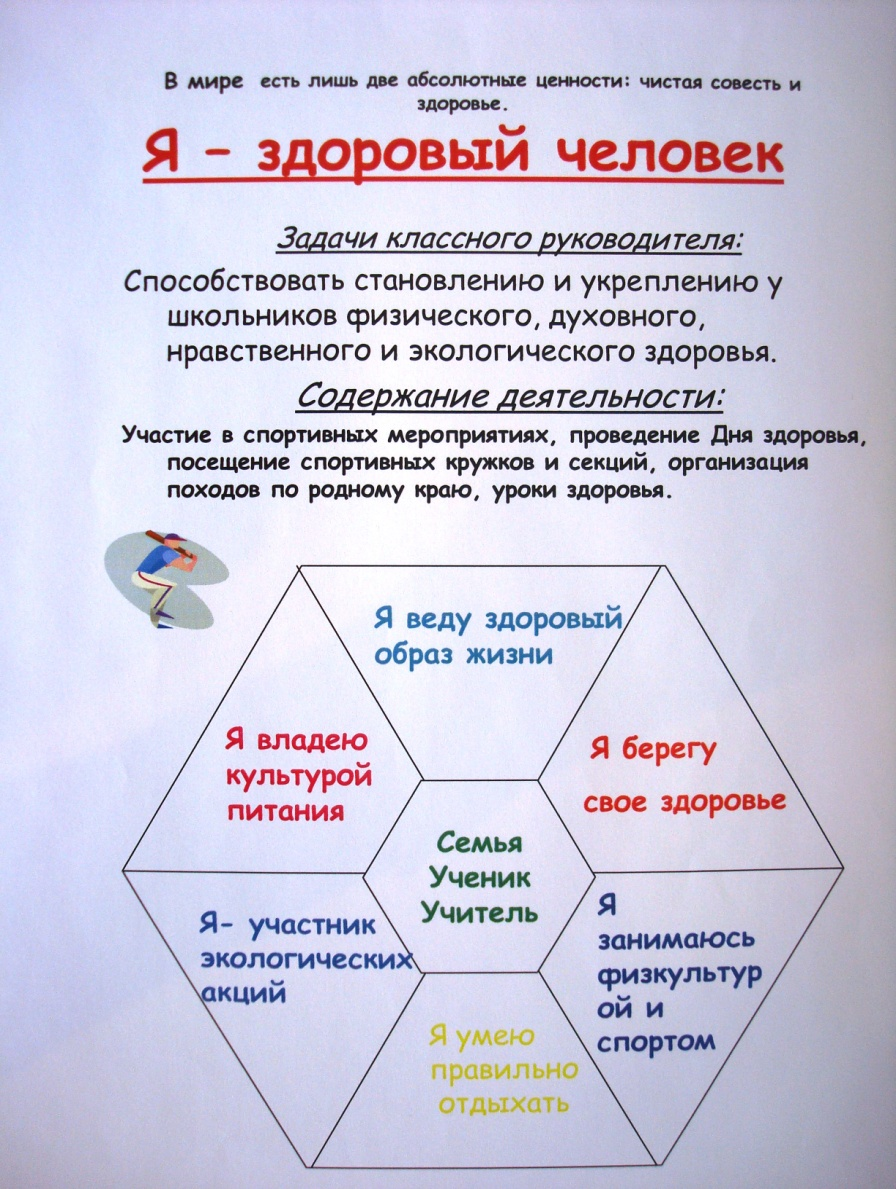 В мире есть лишь две абсолютные ценности: чистая совесть и
здоровье.
Я – здоровый человек
Задачи классного руководителя:
Способствовать становлению и укреплению у
школьников физического, духовного,
нравственного и экологического здоровья.
Содержание деятельности:
Участие в спортивных мероприятиях, проведение Дня здоровья,
посещение спортивных кружков и секций, организация
походов по родному краю, уроки здоровья.
Я веду здоровый
образ жизни
Я владею
культурой
питания
Я берегу
свое здоровье
Семья
Ученик
Учитель
Я- участник
экологических
акций
Я
занимаюсь
физкультур
ой и
спортом
Я умею
правильно
отдыхать